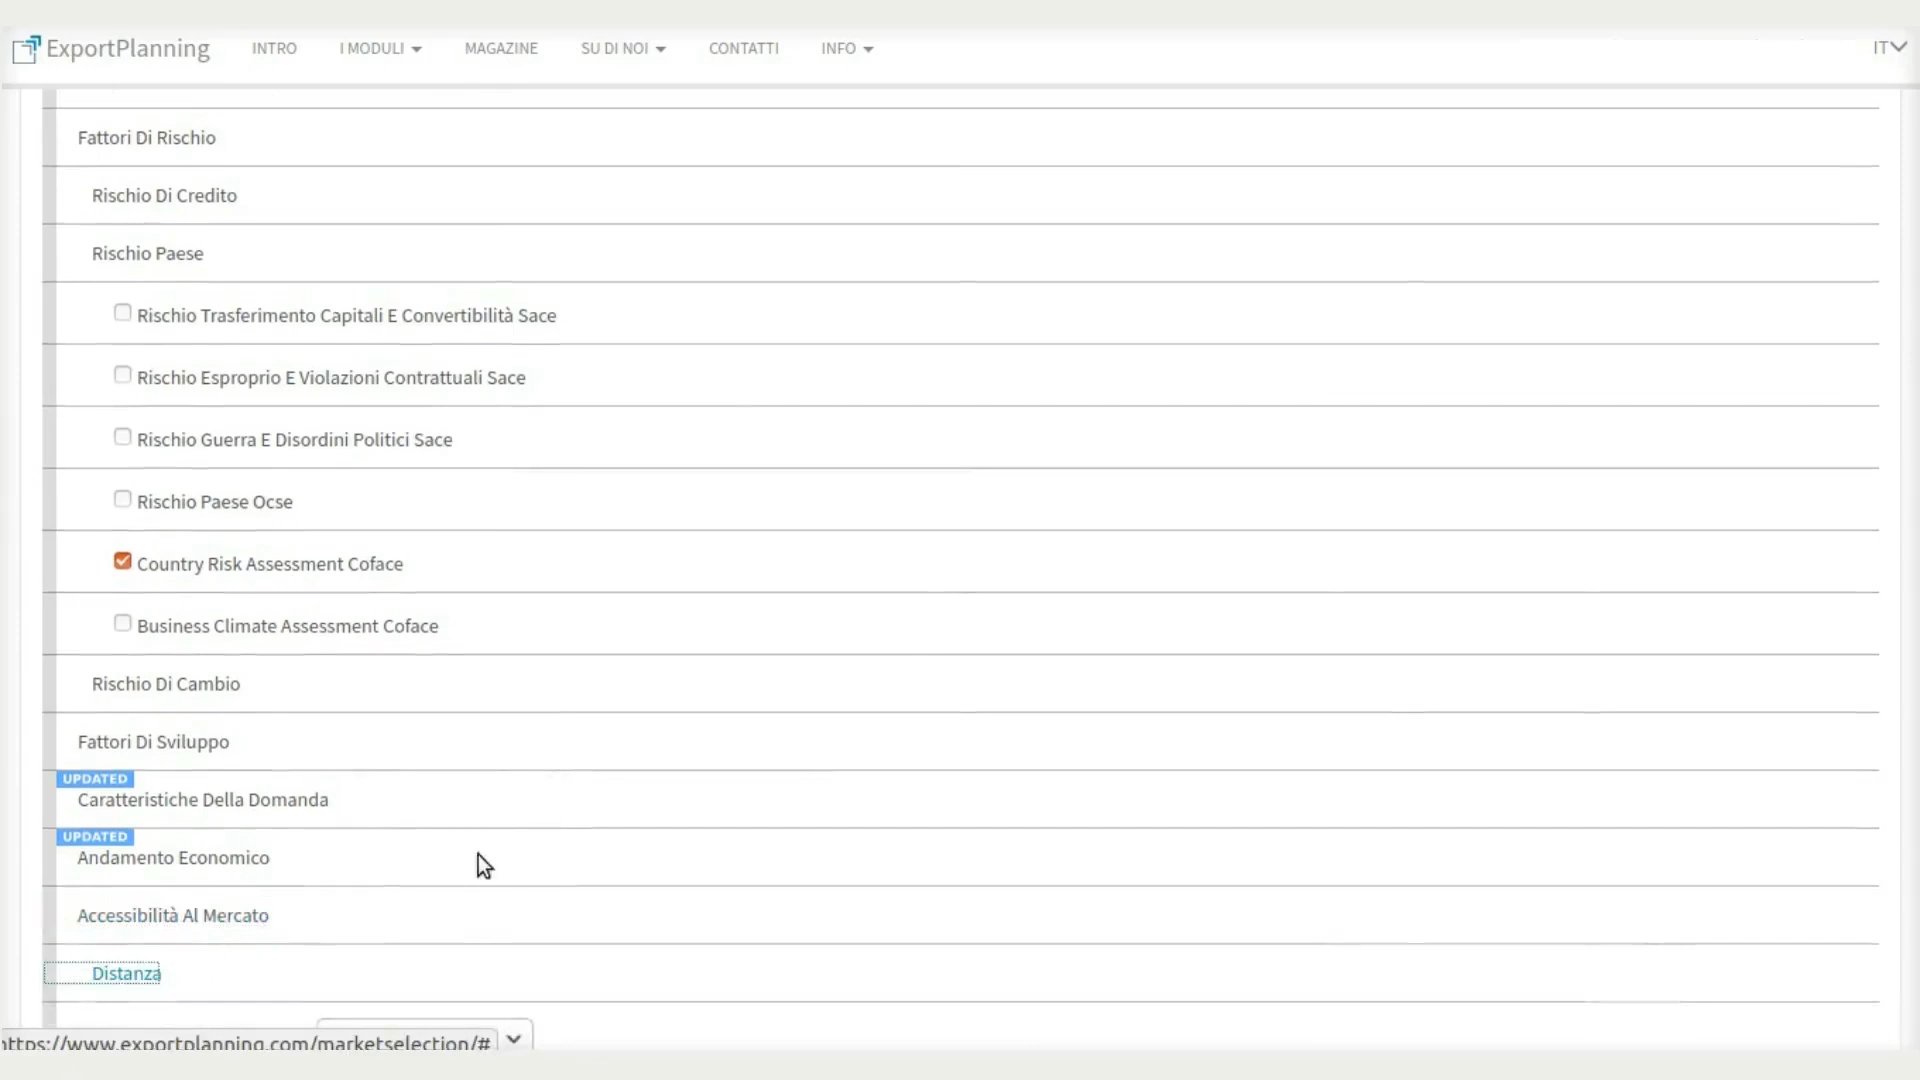 ExportPlanning INTRO I MODULI MAGAZINE SU DI NOI CONTATTI INFO IT
Fattori Di Rischio
Rischio Di Credito
Rischio Paese
Rischio Trasferimento Capitali E Convertibilità Sace
Rischio Esproprio E Violazioni Contrattuali Sace
Rischio Guerra E Disordini Politici Sace
Rischio Paese Ocse
Country Risk Assessment Coface
Business Climate Assessment Coface
Rischio Di Cambio
Fattori Di Sviluppo
UPDATED
Caratteristiche Della Domanda
UPDATED
Andamento Economico
Accessibilità Al Mercato
Distanza
https://www.exportplanning.com/marketselection/#